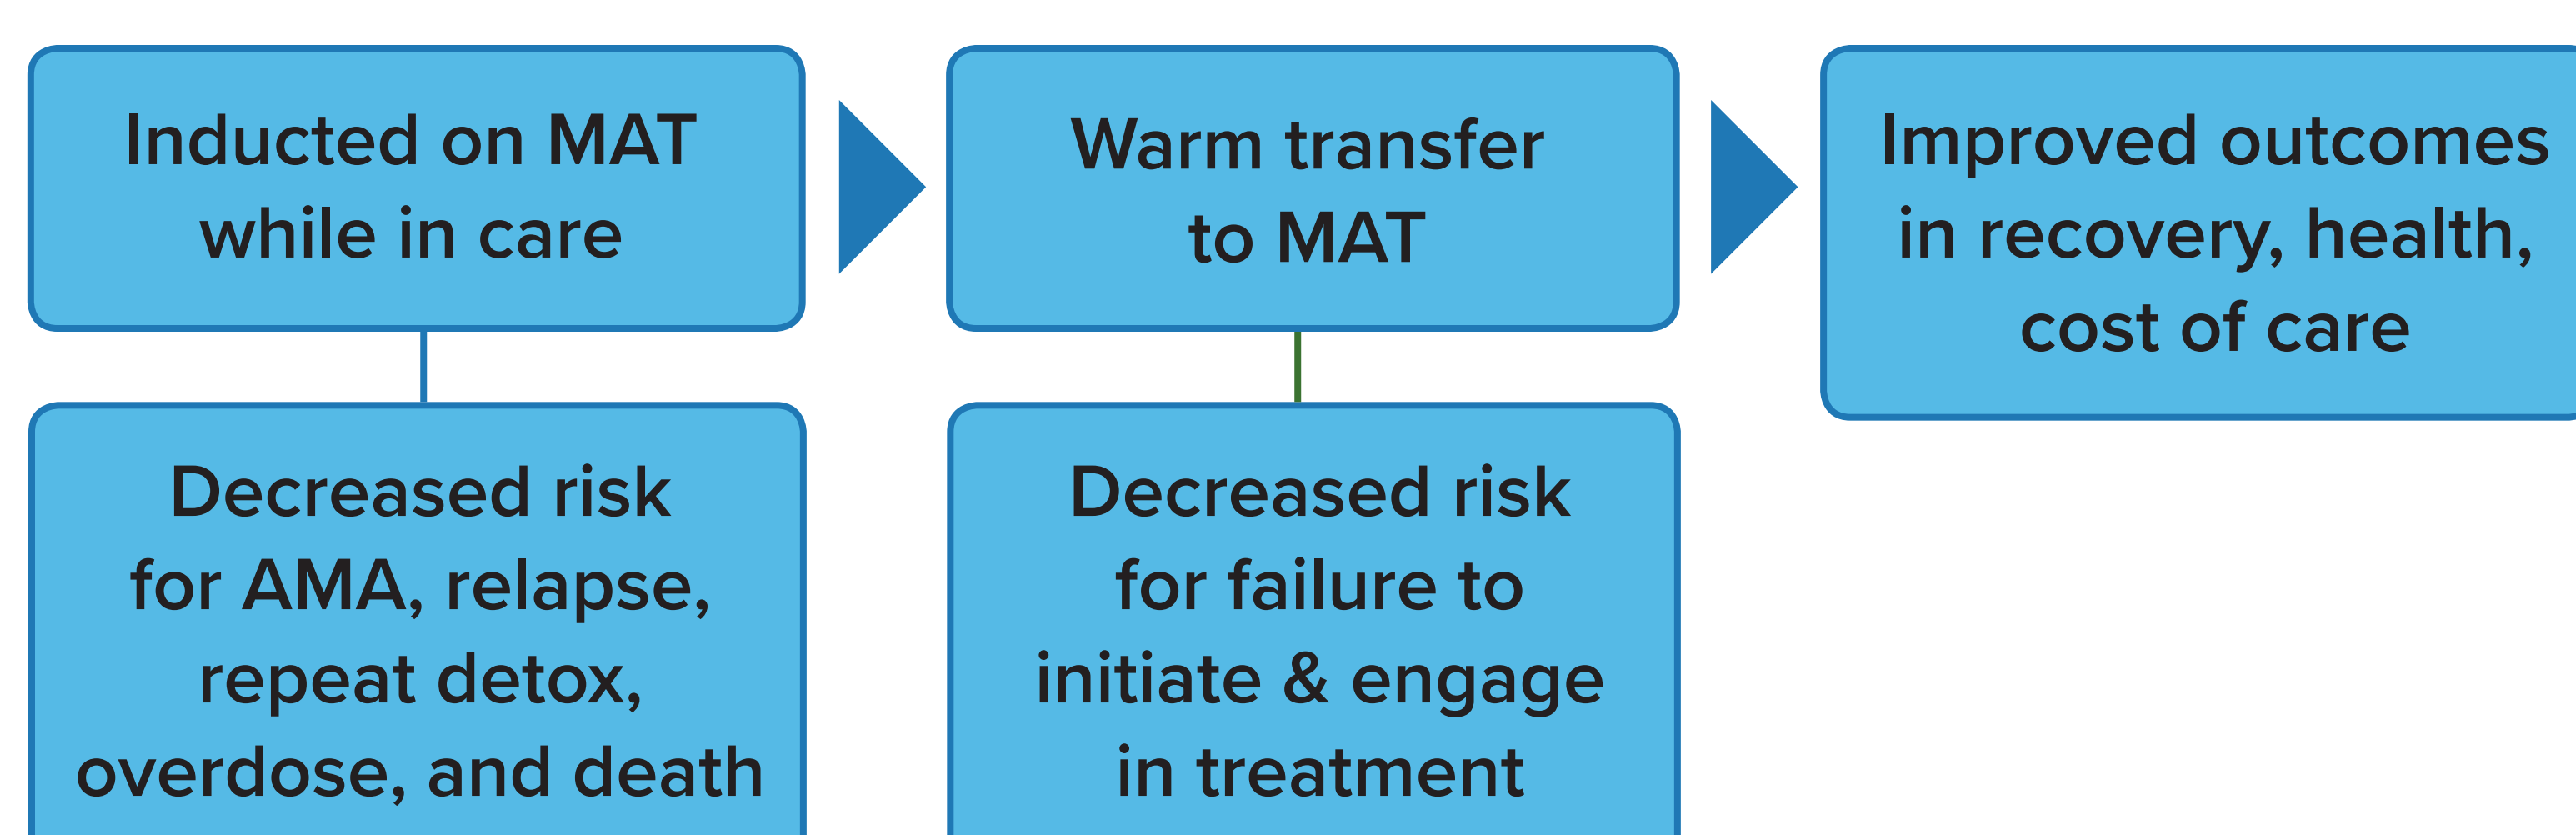 Inducted on MAT
while in care
Warm transfer
to MAT
Improved outcomes
in recovery, health,
cost of care
Decreased risk
for AMA, relapse,
repeat detox,
overdose, and death
Decreased risk
for failure to
initiate & engage
in treatment